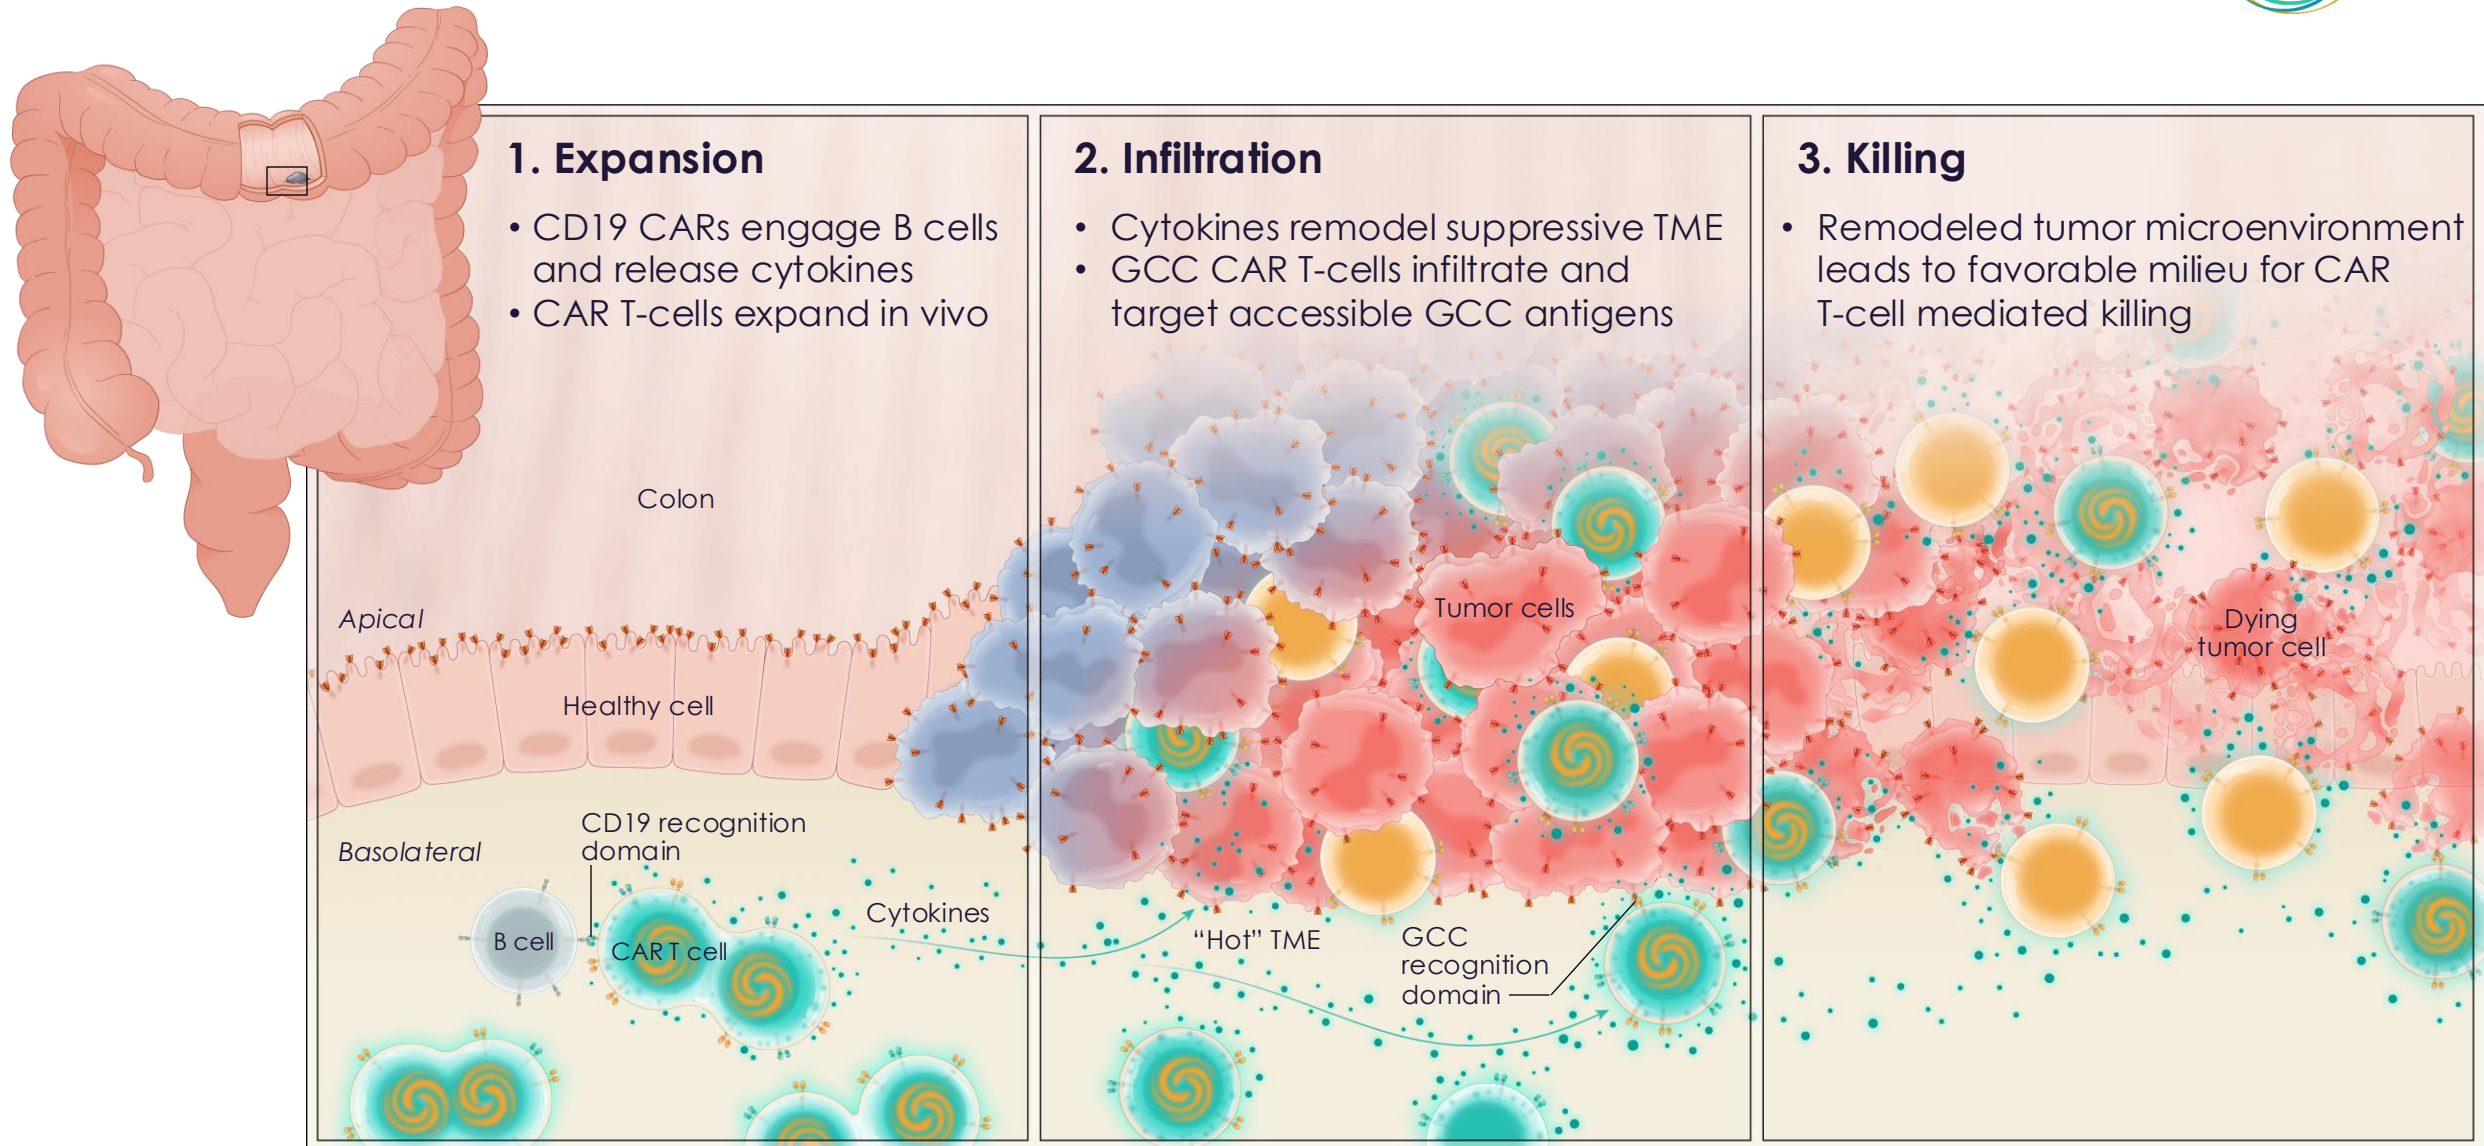 1. Expansion
• CD19 CARs engage B cells
and release cytokines
• CAR T-cells expand in vivo
Colon
Apical
Healthy cell
Basolateral
CD19 recognition
domain
B cell
CAR T cell
Cytokines
2. Infiltration
• Cytokines remodel suppressive TME
• GCC CAR T-cells infiltrate and
target accessible GCC antigens
Tumor cells
"Hot" TME
GCC
recognition
domain
3. Killing
• Remodeled tumor microenvironment
leads to favorable milieu for CAR
T-cell mediated killing
Dying
tumor cell